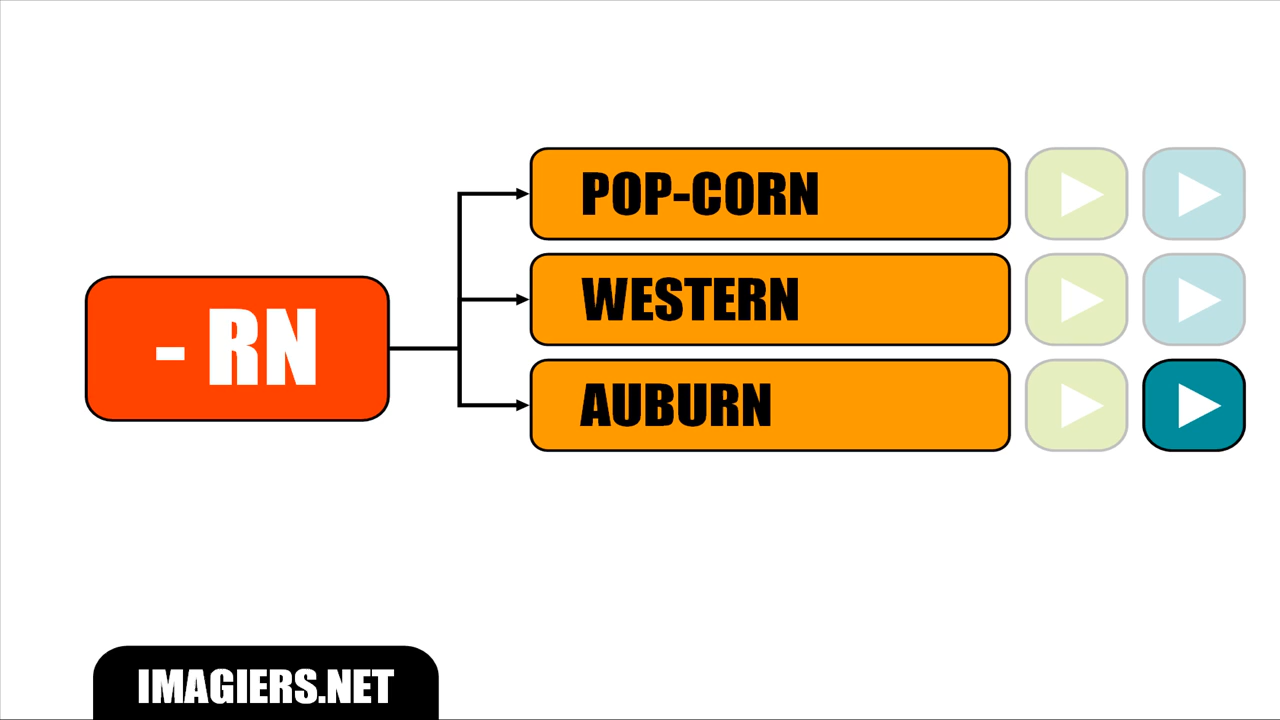 - RN
POP-CORN
WESTERN
AUBURN
IMAGIERS.NET